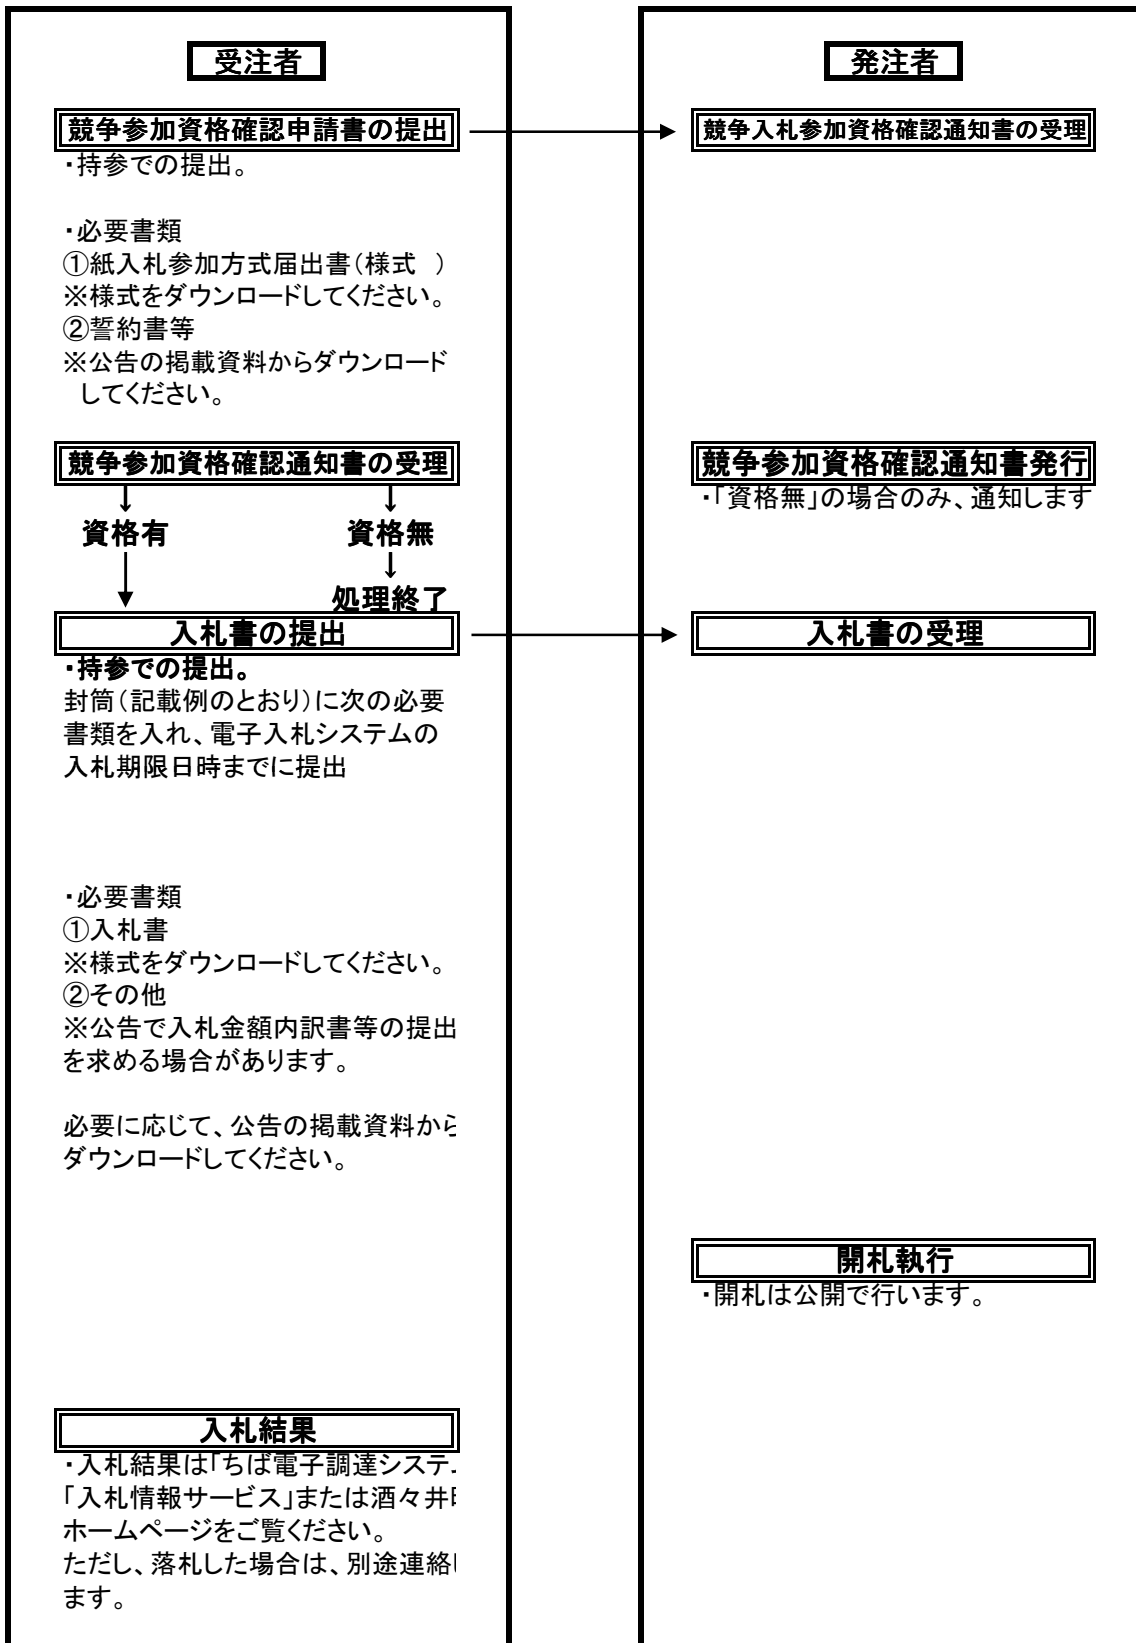 受注者
競争参加資格確認申請書の提出
・持参での提出。
・必要書類
①紙入札参加方式届出書(様式　)
※様式をダウンロードしてください。
②誓約書等
※公告の掲載資料からダウンロード
してください。
競争参加資格確認通知書の受理
↓ ↓
資格有 資格無
↓
処理終了
入札書の提出
・持参での提出。
封筒(記載例のとおり)に次の必要
書類を入れ、電子入札システムの
入札期限日時までに提出
・必要書類
①入札書
※様式をダウンロードしてください。
②その他
※公告で入札金額内訳書等の提出
を求める場合があります。
必要に応じて、公告の掲載資料から
ダウンロードしてください。
入札結果
・入札結果は「ちば電子調達システ
「入札情報サービス」または酒々井
ホームページをご覧ください。
ただし、落札した場合は、別途連絡
ます。
発注者
競争入札参加資格確認通知書の受理
競争参加資格確認通知書発行
・「資格無」の場合のみ、通知します
入札書の受理
開札執行
・開札は公開で行います。